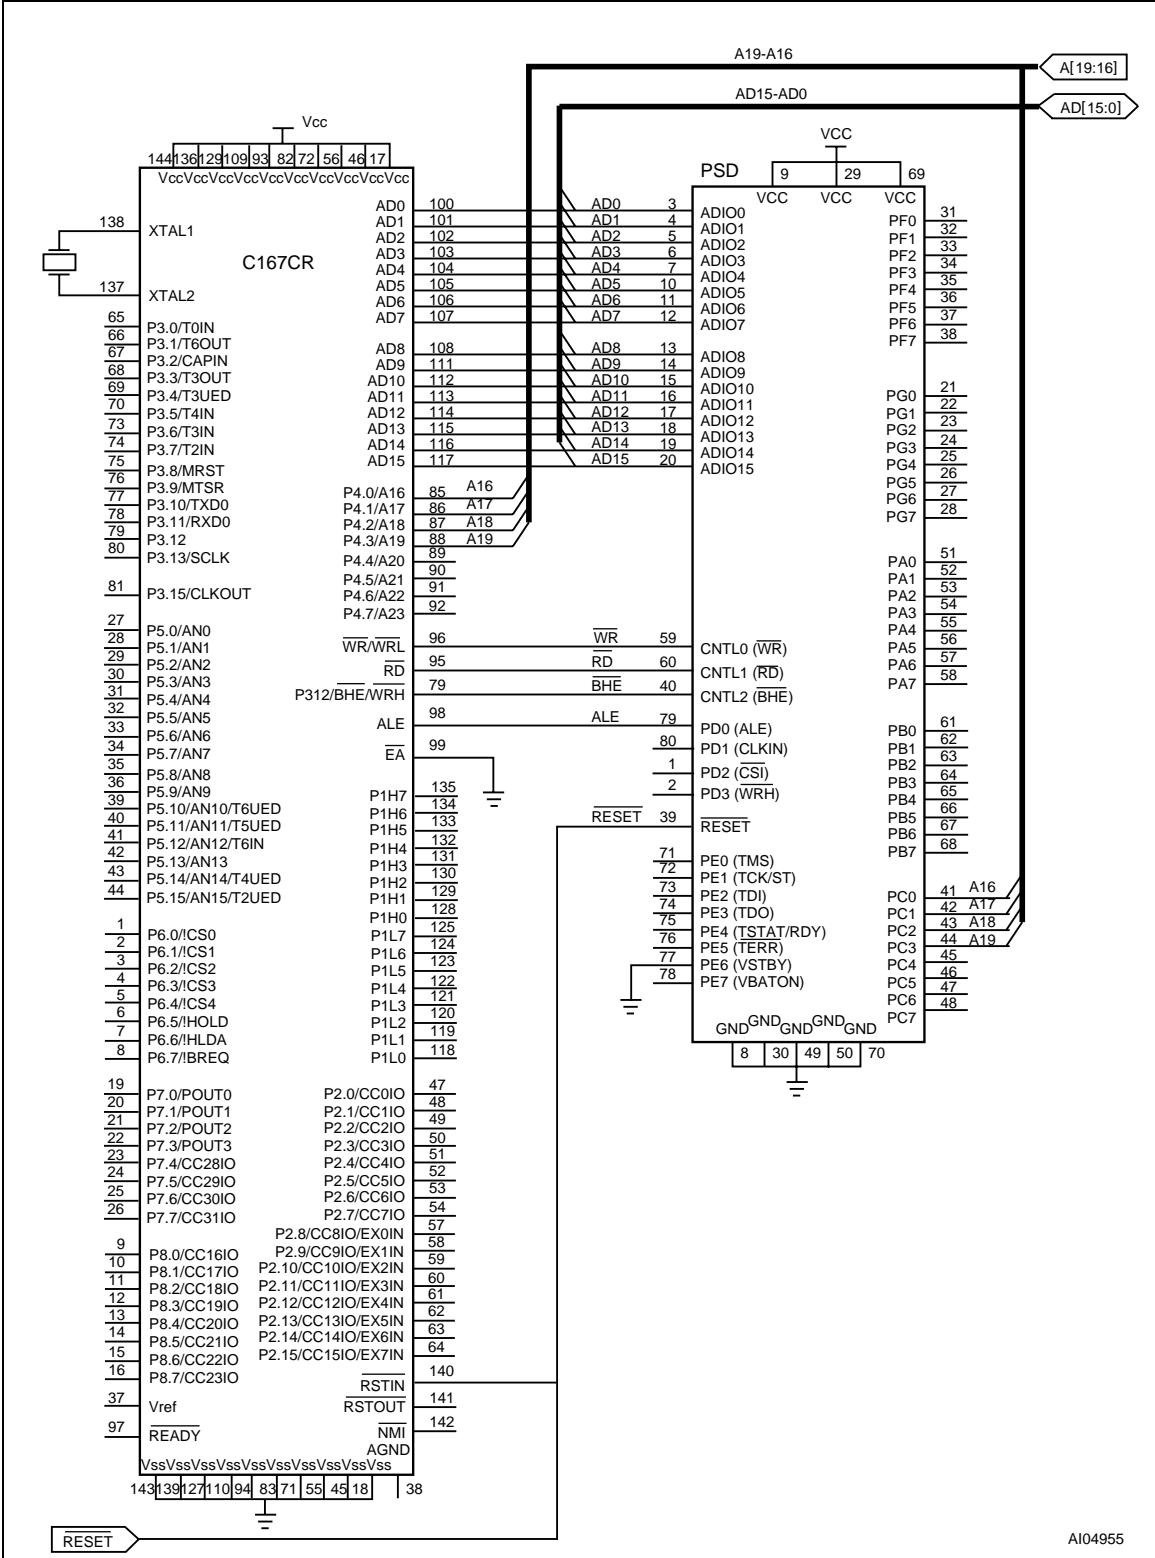 A19-A16
A[19:16]
AD15-AD0
AD[15:0]
Vcc
144 136 129 109 93 82 72 56 46 17
Vcc Vcc Vcc Vcc Vcc Vcc Vcc Vcc Vcc Vcc
C167CR
138 XTAL1
137 XTAL2
65 P3.0/T0IN
66 P3.1/T6OUT
67 P3.2/CAPIN
68 P3.3/T3OUT
69 P3.4/T3UED
70 P3.5/T4IN
73 P3.6/T3IN
74 P3.7/T2IN
75 P3.8/MRST
76 P3.9/MTSR
77 P3.10/TXD0
78 P3.11/RXD0
79 P3.12
80 P3.13/SCLK
81 P3.15/CLKOUT
27 P5.0/AN0
28 P5.1/AN1
29 P5.2/AN2
30 P5.3/AN3
31 P5.4/AN4
32 P5.5/AN5
33 P5.6/AN6
34 P5.7/AN7
35 P5.8/AN8
36 P5.9/AN9
39 P5.10/AN10/T6UED
40 P5.11/AN11/T5UED
41 P5.12/AN12/T6IN
42 P5.13/AN13
43 P5.14/AN14/T4UED
44 P5.15/AN15/T2UED
1 P6.0/!CS0
2 P6.1/!CS1
3 P6.2/!CS2
4 P6.3/!CS3
5 P6.4/!CS4
6 P6.5/!HOLD
7 P6.6/!HLDA
8 P6.7/!BREQ
19 P7.0/POUT0
20 P7.1/POUT1
21 P7.2/POUT2
22 P7.3/POUT3
23 P7.4/CC28IO
24 P7.5/CC29IO
25 P7.6/CC30IO
26 P7.7/CC31IO
9 P8.0/CC16IO
10 P8.1/CC17IO
11 P8.2/CC18IO
12 P8.3/CC19IO
13 P8.4/CC20IO
14 P8.5/CC21IO
15 P8.6/CC22IO
16 P8.7/CC23IO
37 Vref
97 READY
AD0 100 AD0
AD1 101 AD1
AD2 102 AD2
AD3 103 AD3
AD4 104 AD4
AD5 105 AD5
AD6 106 AD6
AD7 107 AD7
AD8 108 AD8
AD9 111 AD9
AD10 112 AD10
AD11 113 AD11
AD12 114 AD12
AD13 115 AD13
AD14 116 AD14
AD15 117 AD15
P4.0/A16 85 A16
P4.1/A17 86 A17
P4.2/A18 87 A18
P4.3/A19 88 A19
P4.4/A20 89
P4.5/A21 90
P4.6/A22 91
P4.7/A23 92
WR/WRL 96 WR
RD 95 RD
P312/BHE/WRH 79 BHE
ALE 98 ALE
EA 99
P1H7 135
P1H6 134
P1H5 133
P1H4 132
P1H3 131
P1H2 130
P1H1 129
P1H0 128
P1L7 125
P1L6 124
P1L5 123
P1L4 122
P1L3 121
P1L2 120
P1L1 119
P1L0 118
P2.0/CC0IO 47
P2.1/CC1IO 48
P2.2/CC2IO 49
P2.3/CC3IO 50
P2.4/CC4IO 51
P2.5/CC5IO 52
P2.6/CC6IO 53
P2.7/CC7IO 54
P2.8/CC8IO/EX0IN 57
P2.9/CC9IO/EX1IN 58
P2.10/CC10IO/EX2IN 59
P2.11/CC11IO/EX3IN 60
P2.12/CC12IO/EX4IN 61
P2.13/CC13IO/EX5IN 62
P2.14/CC14IO/EX6IN 63
P2.15/CC15IO/EX7IN 64
RSTIN 140
RSTOUT 141
NMI 142
AGND
Vss Vss Vss Vss Vss Vss Vss Vss Vss Vss
143 139 127 110 94 83 71 55 45 18 38
RESET
VCC
PSD
9 29 69
VCC VCC VCC
3 ADIO0
4 ADIO1
5 ADIO2
6 ADIO3
7 ADIO4
10 ADIO5
11 ADIO6
12 ADIO7
13 ADIO8
14 ADIO9
15 ADIO10
16 ADIO11
17 ADIO12
18 ADIO13
19 ADIO14
20 ADIO15
59 CNTL0 (WR)
60 CNTL1 (RD)
40 CNTL2 (BHE)
79 PD0 (ALE)
80 PD1 (CLKIN)
1 PD2 (CSI)
2 PD3 (WRH)
RESET 39 RESET
71 PE0 (TMS)
72 PE1 (TCK/ST)
73 PE2 (TDI)
74 PE3 (TDO)
75 PE4 (TSTAT/RDY)
76 PE5 (TERR)
77 PE6 (VSTBY)
78 PE7 (VBATON)
PF0 31
PF1 32
PF2 33
PF3 34
PF4 35
PF5 36
PF6 37
PF7 38
PG0 21
PG1 22
PG2 23
PG3 24
PG4 25
PG5 26
PG6 27
PG7 28
PA0 51
PA1 52
PA2 53
PA3 54
PA4 55
PA5 56
PA6 57
PA7 58
PB0 61
PB1 62
PB2 63
PB3 64
PB4 65
PB5 66
PB6 67
PB7 68
PC0 41 A16
PC1 42 A17
PC2 43 A18
PC3 44 A19
PC4 45
PC5 46
PC6 47
PC7 48
GND GND GND GND GND
8 30 49 50 70
AI04955